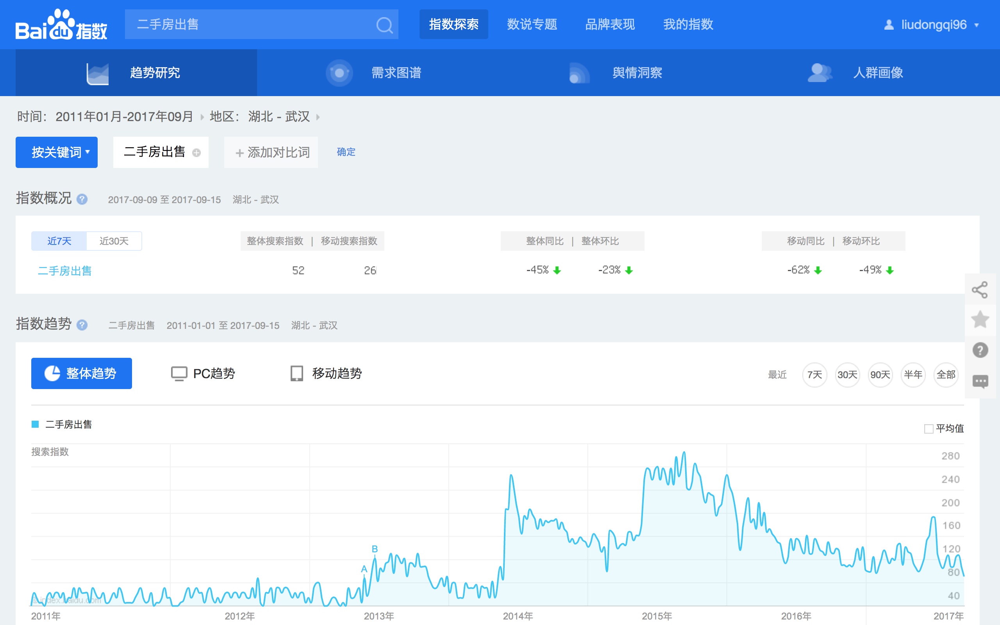 Bai du 指数 二手房出售 指数探索 数说专题 品牌表现 我的指数 liudongqi96
趋势研究 需求图谱 舆情洞察 人群画像
时间： 2011年01月-2017年09月 地区： 湖北 - 武汉
按关键词 二手房出售 + 添加对比词 确定
指数概况 ? 2017-09-09 至 2017-09-15 湖北 - 武汉
近7天 近30天 整体搜索指数 | 移动搜索指数 整体同比 | 整体环比 移动同比 | 移动环比
二手房出售 52 26 -45% -23% -62% -49%
指数趋势 ? 二手房出售 2011-01-01 至 2017-09-15 湖北 - 武汉
整体趋势 PC趋势 移动趋势 最近 7天 30天 90天 半年 全部
?
二手房出售
平均值
搜索指数
280
240
200
160
B
120
A
80
40
© index.baidu.com
2011年 2012年 2013年 2014年 2015年 2016年 2017年